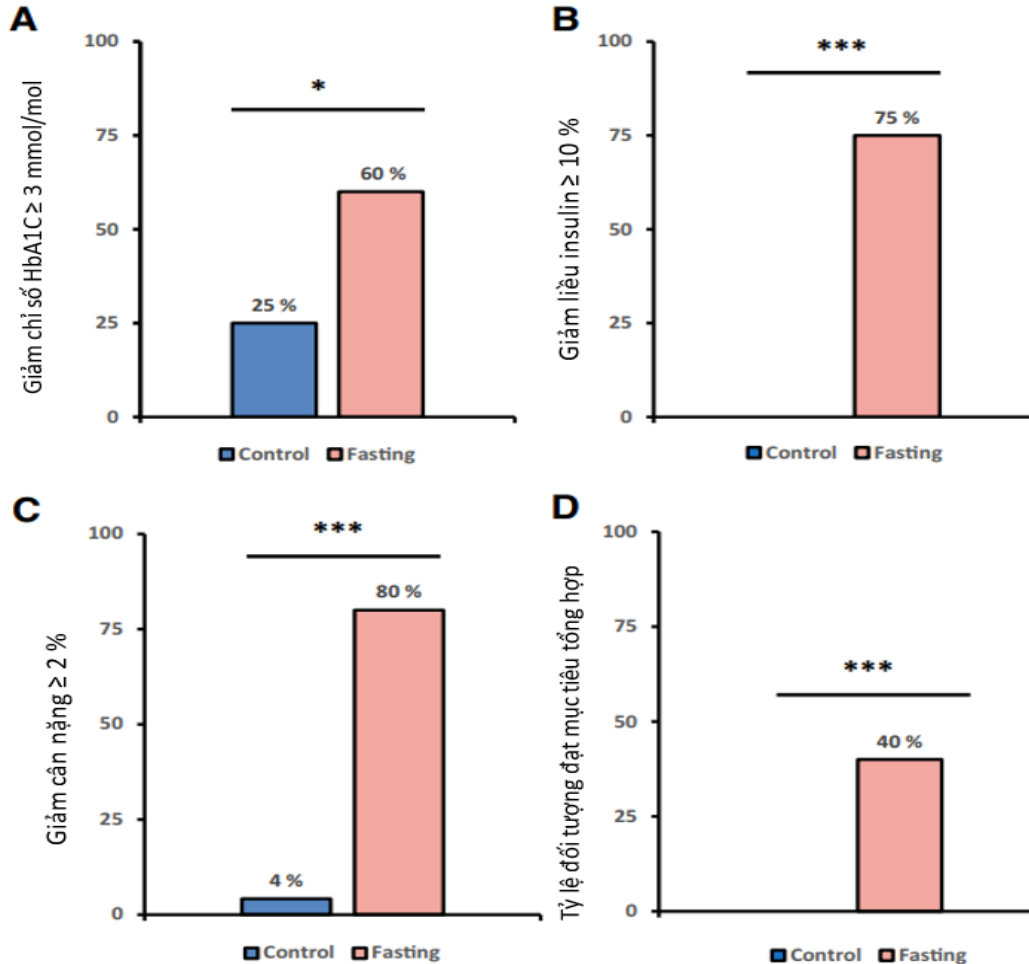 A
Giảm chỉ số HbA1C ≥ 3 mmol/mol
100
75
50
25
0
*
25 %
60 %
Control Fasting
B
Giảm liều insulin ≥ 10 %
100
75
50
25
0
***
75 %
Control Fasting
C
Giảm cân nặng ≥ 2 %
100
75
50
25
0
***
4 %
80 %
Control Fasting
D
Tỷ lệ đối tượng đạt mục tiêu tổng hợp
100
75
50
25
0
***
40 %
Control Fasting